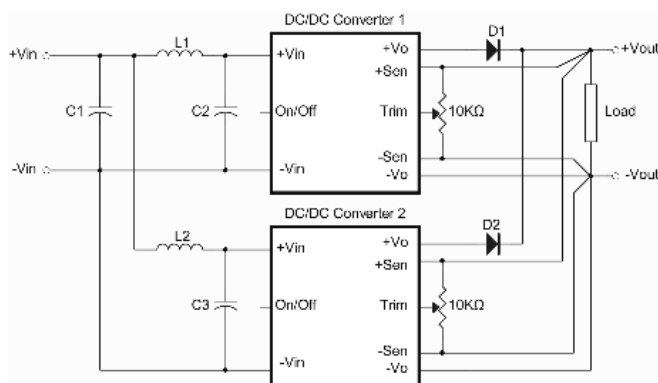 DC/DC Converter 1
D1
+Vin
L1
+Vin
+Vo
+Vout
+Sen
C1
C2
On/Off
Trim
10KΩ
Load
-Vin
-Vin
-Sen
-Vo
-Vout
DC/DC Converter 2
D2
L2
+Vin
+Vo
+Sen
C3
On/Off
Trim
10KΩ
-Vin
-Sen
-Vo